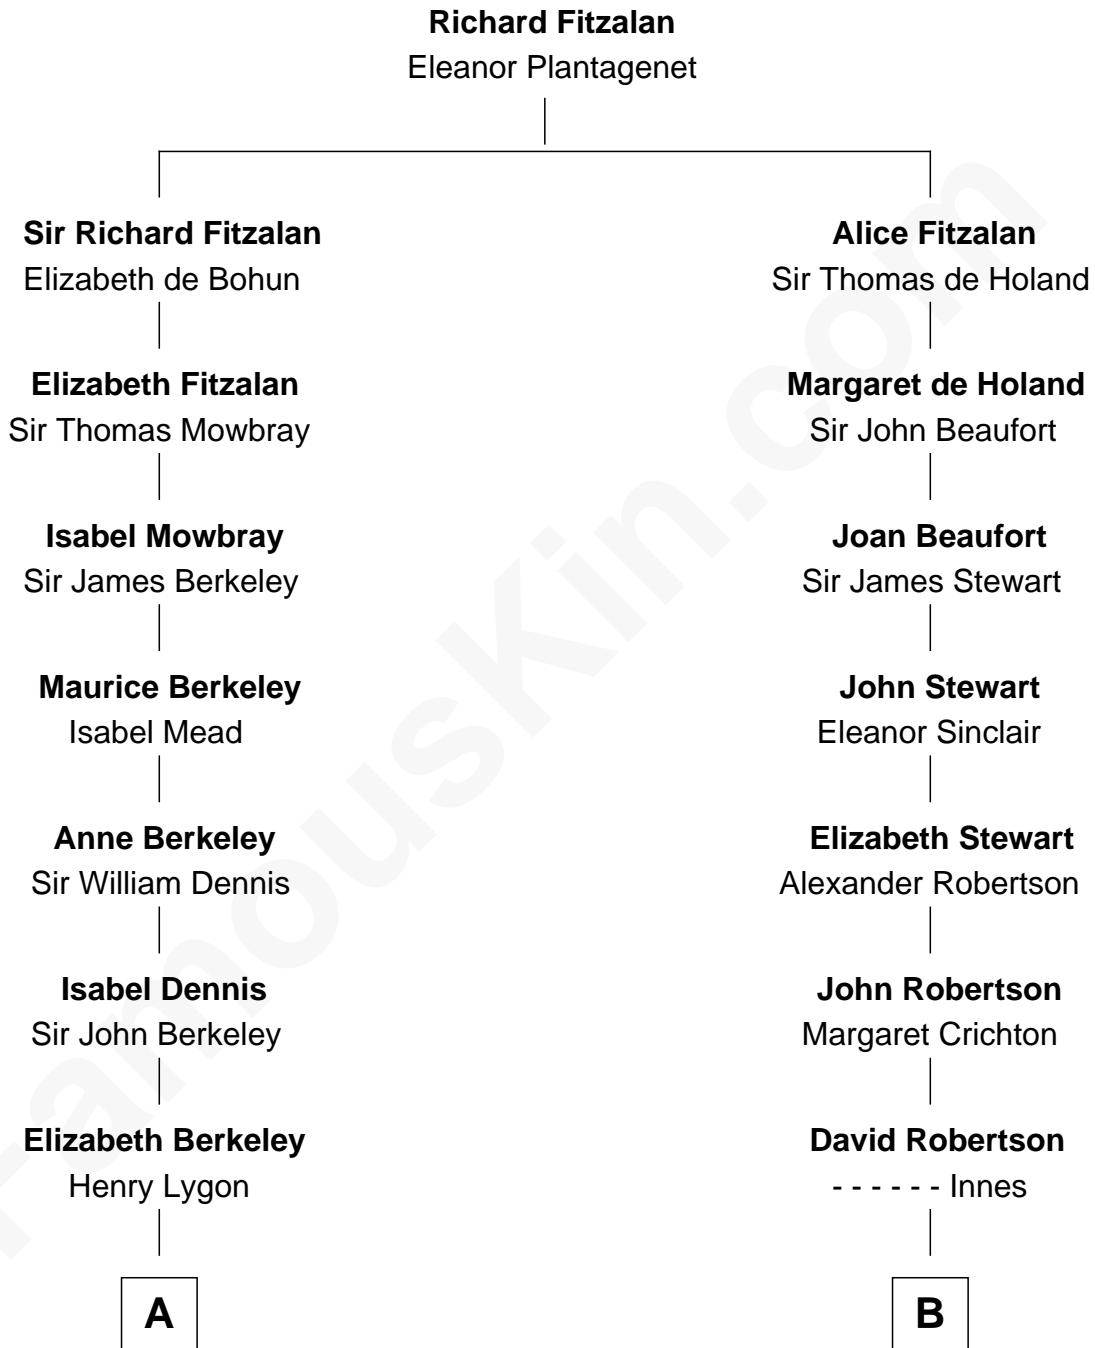 Richard Fitzalan
Eleanor Plantagenet
Sir Richard Fitzalan
Elizabeth de Bohun
Alice Fitzalan
Sir Thomas de Holand
Elizabeth Fitzalan
Sir Thomas Mowbray
Margaret de Holand
Sir John Beaufort
Isabel Mowbray
Sir James Berkeley
Joan Beaufort
Sir James Stewart
Maurice Berkeley
Isabel Mead
John Stewart
Eleanor Sinclair
Anne Berkeley
Sir William Dennis
Elizabeth Stewart
Alexander Robertson
Isabel Dennis
Sir John Berkeley
John Robertson
Margaret Crichton
Elizabeth Berkeley
Henry Lygon
David Robertson
- - - - - - Innes
A
B
FamousKin.com